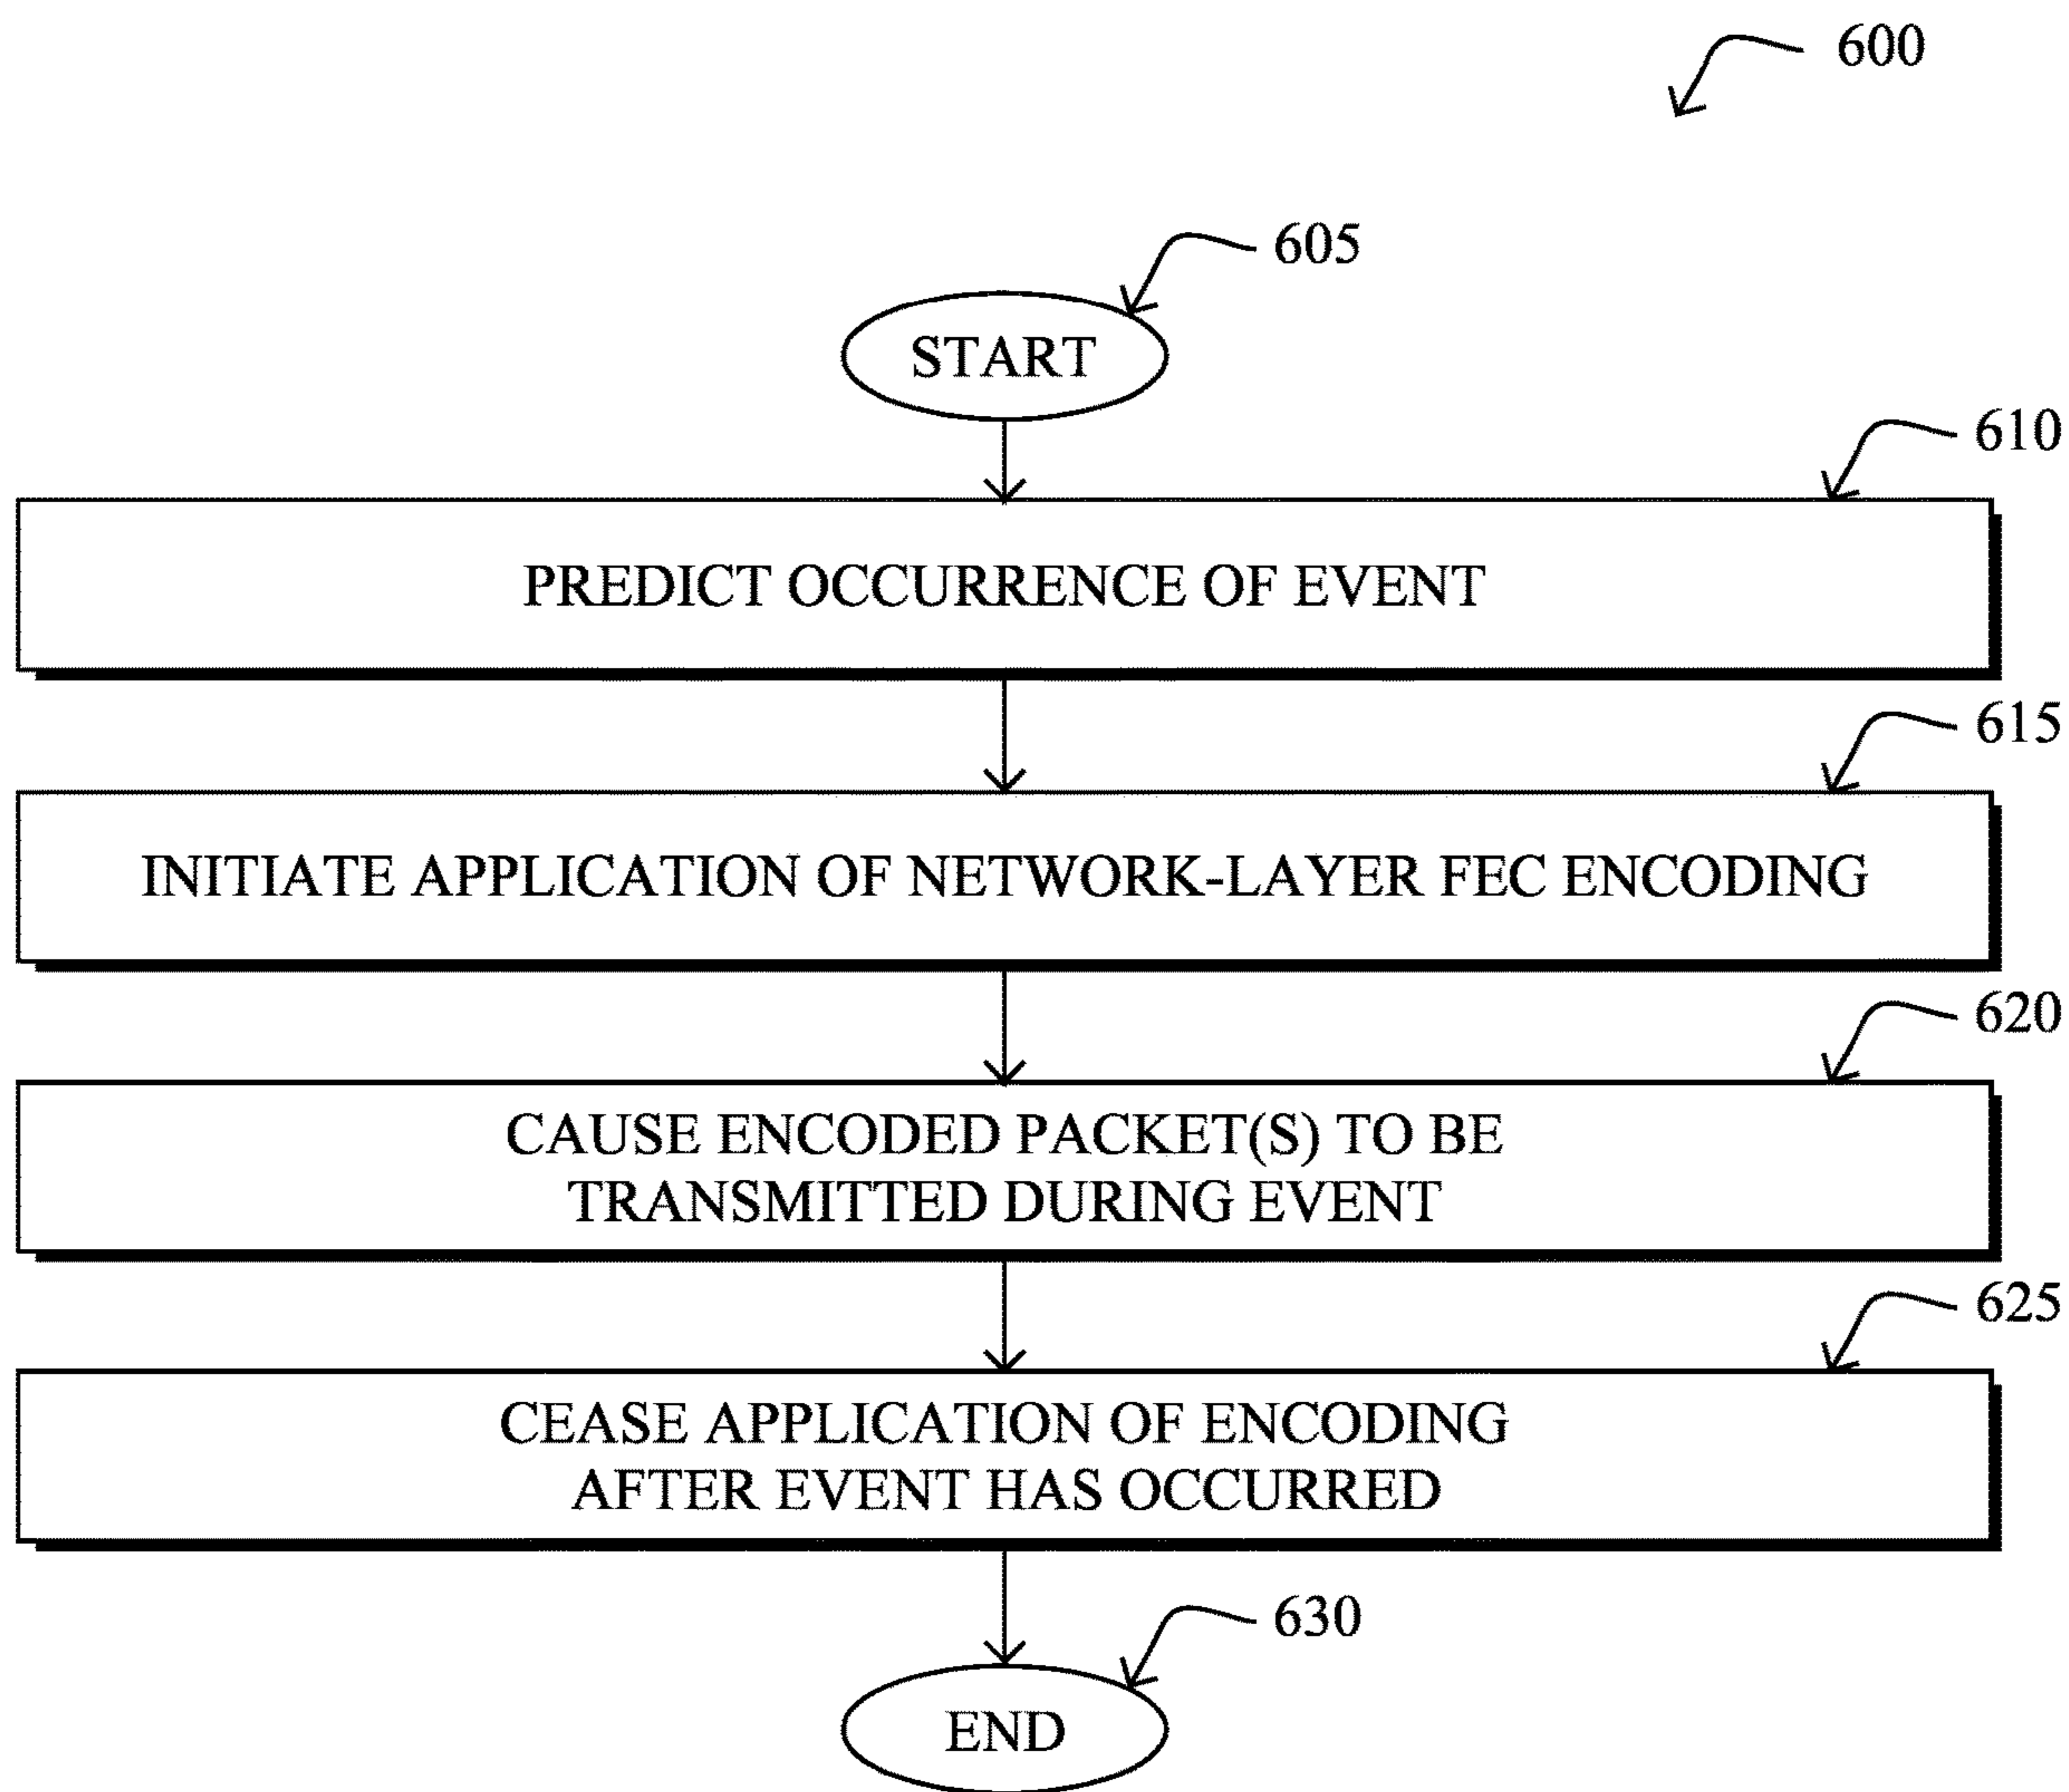 600
605
START
610
PREDICT OCCURRENCE OF EVENT
615
INITIATE APPLICATION OF NETWORK-LAYER FEC ENCODING
620
CAUSE ENCODED PACKET(S) TO BE
TRANSMITTED DURING EVENT
625
CEASE APPLICATION OF ENCODING
AFTER EVENT HAS OCCURRED
630
END